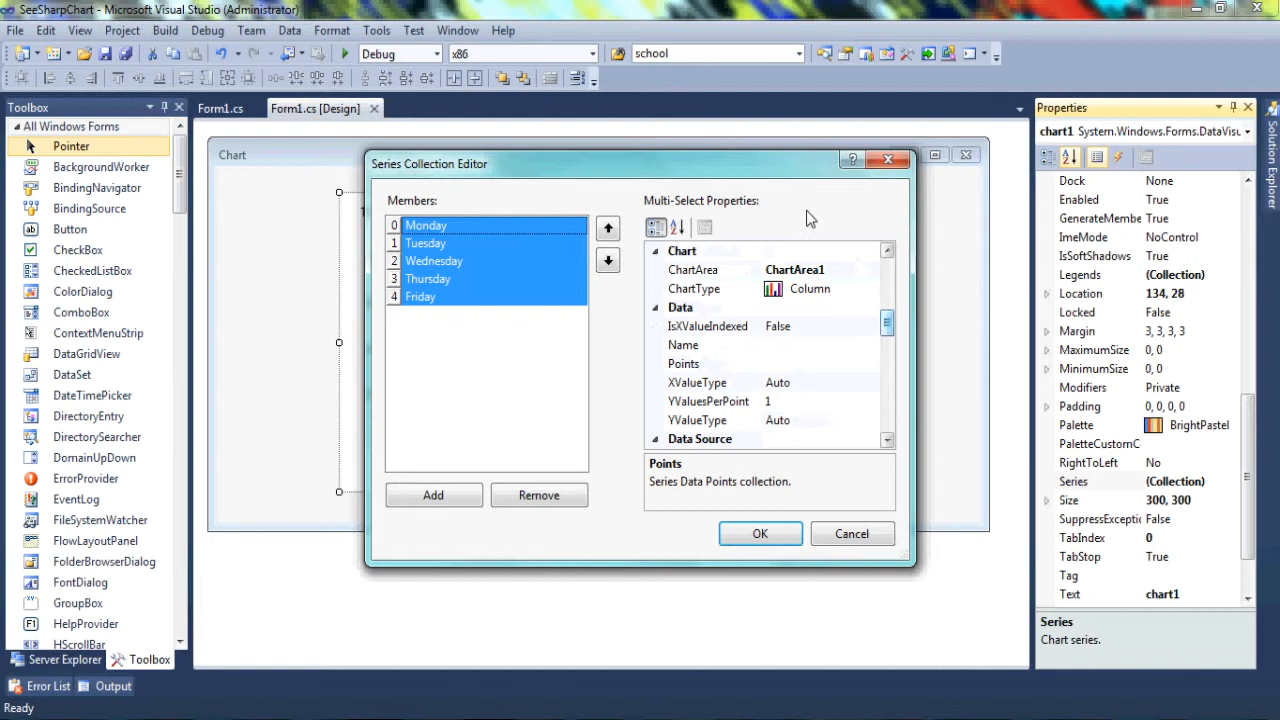 SeeSharpChart - Microsoft Visual Studio (Administrator)
File Edit View Project Build Debug Team Data Format Tools Test Window Help
Debug x86 school
Toolbox
All Windows Forms
Pointer
BackgroundWorker
BindingNavigator
BindingSource
ab Button
CheckBox
CheckedListBox
ColorDialog
ComboBox
ContextMenuStrip
DataGridView
DataSet
DateTimePicker
DirectoryEntry
DirectorySearcher
DomainUpDown
ErrorProvider
EventLog
FileSystemWatcher
FlowLayoutPanel
FolderBrowserDialog
FontDialog
GroupBox
HelpProvider
HScrollBar
Server Explorer Toolbox
Error List Output
Ready
Form1.cs Form1.cs [Design]
Chart
Series Collection Editor
Members:
0 Monday
1 Tuesday
2 Wednesday
3 Thursday
4 Friday
Add Remove
Multi-Select Properties:
Chart
ChartArea ChartArea1
ChartType Column
Data
IsXValueIndexed False
Name
Points
XValueType Auto
YValuesPerPoint 1
YValueType Auto
Data Source
Points
Series Data Points collection.
OK Cancel
Properties
chart1 System.Windows.Forms.DataVisu
Dock None
Enabled True
GenerateMembe True
ImeMode NoControl
IsSoftShadows True
Legends (Collection)
Location 134, 28
Locked False
Margin 3, 3, 3, 3
MaximumSize 0, 0
MinimumSize 0, 0
Modifiers Private
Padding 0, 0, 0, 0
Palette BrightPastel
PaletteCustomC
RightToLeft No
Series (Collection)
Size 300, 300
SuppressExceptic False
TabIndex 0
TabStop True
Tag
Text chart1
Series
Chart series.
Solution Explorer